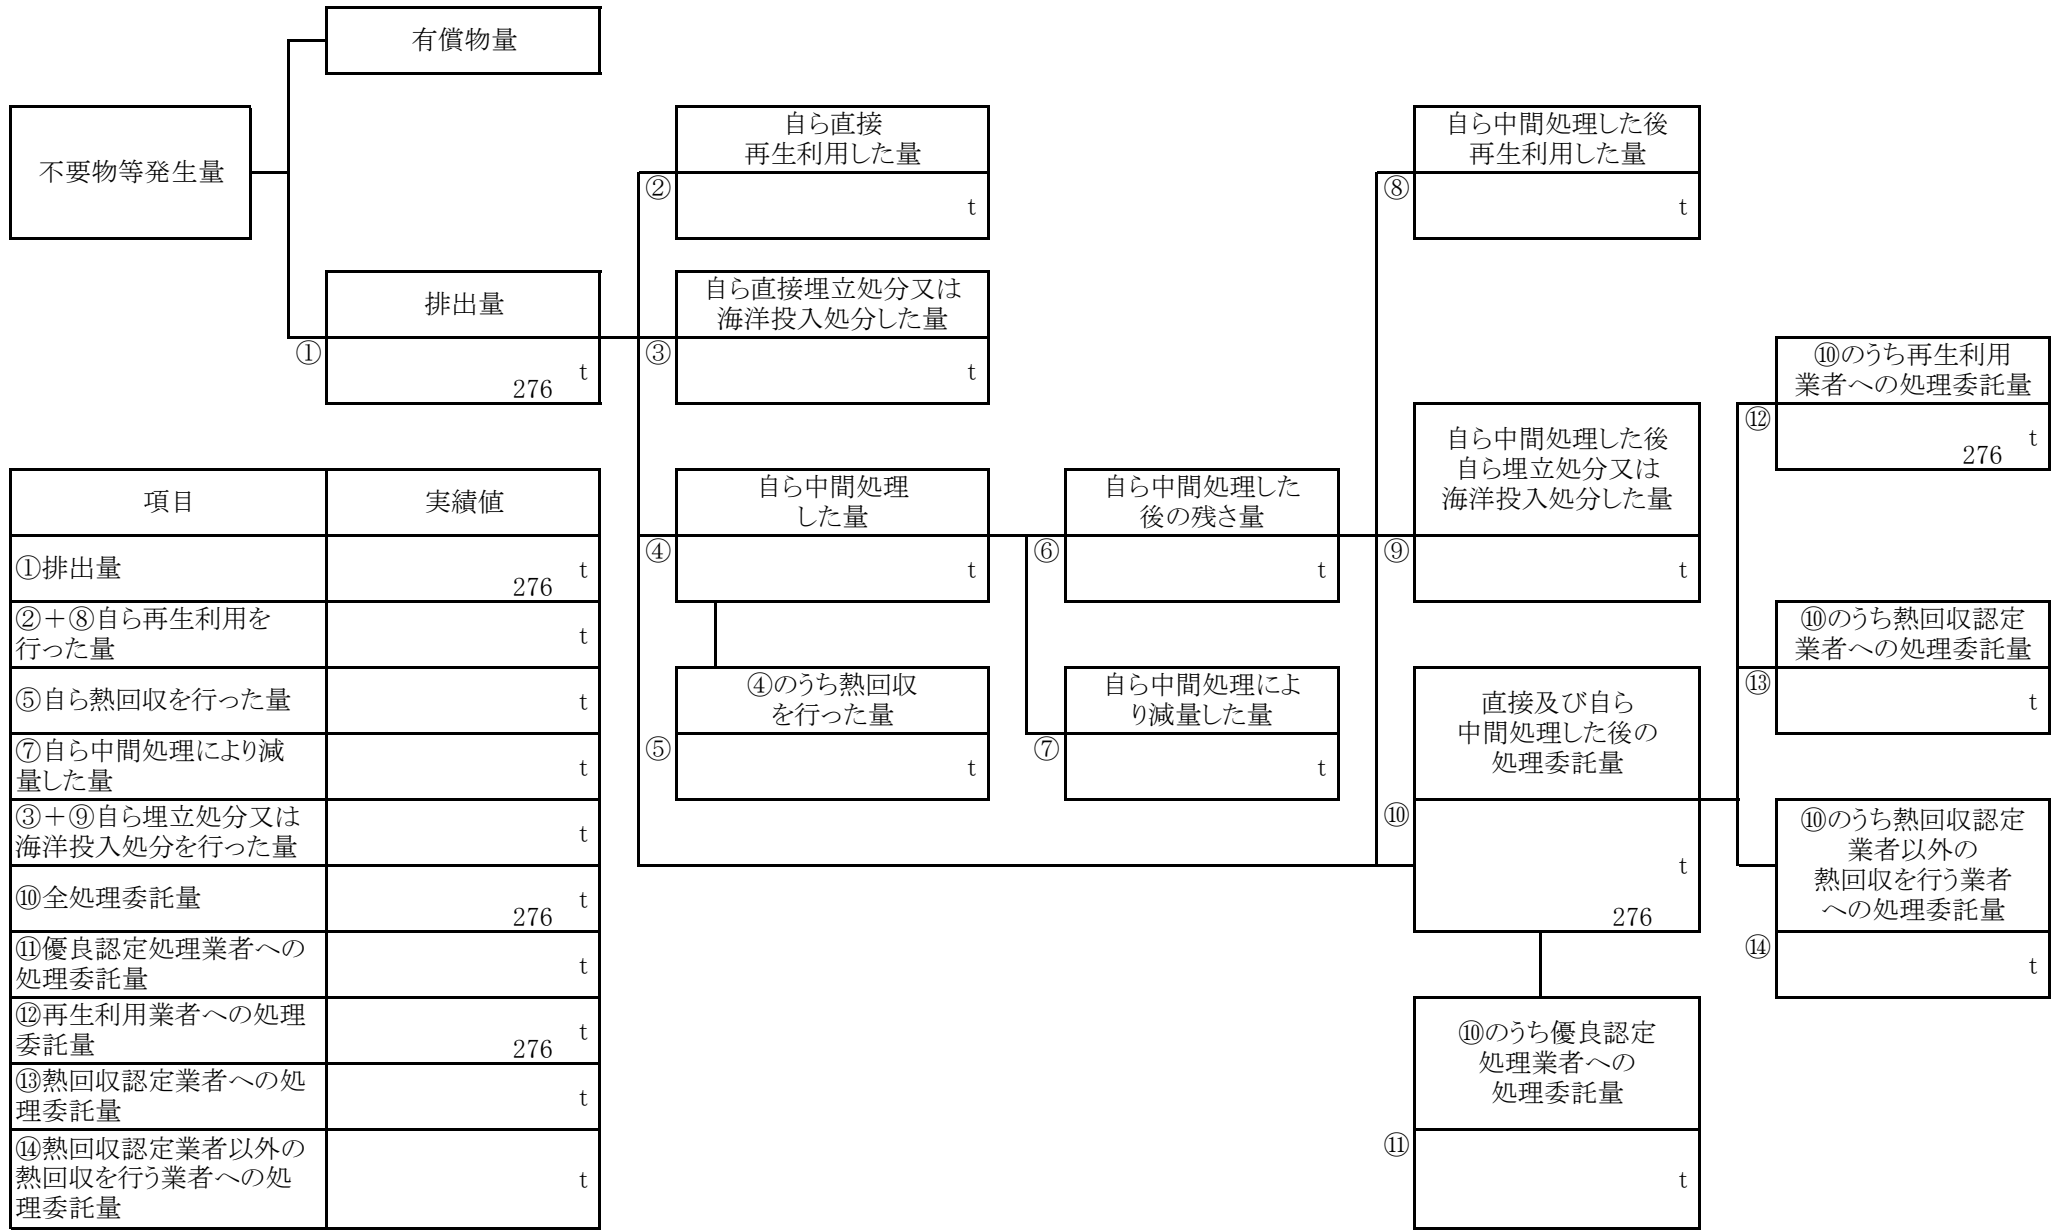 有償物量
不要物等発生量
排出量
①
t
276
自ら直接
再生利用した量
②
t
自ら直接埋立処分又は
海洋投入処分した量
③
t
自ら中間処理
した量
④
t
④のうち熱回収
を行った量
⑤
t
自ら中間処理した
後の残さ量
⑥
t
自ら中間処理によ
り減量した量
⑦
t
自ら中間処理した後
再生利用した量
⑧
t
自ら中間処理した後
自ら埋立処分又は
海洋投入処分した量
⑨
t
直接及び自ら
中間処理した後の
処理委託量
⑩
t
276
⑩のうち優良認定
処理業者への
処理委託量
⑪
t
⑩のうち再生利用
業者への処理委託量
⑫
t
276
⑩のうち熱回収認定
業者への処理委託量
⑬
t
⑩のうち熱回収認定
業者以外の
熱回収を行う業者
への処理委託量
⑭
t
項目 実績値
①排出量 t
276
②＋⑧自ら再生利用を
行った量 t
⑤自ら熱回収を行った量 t
⑦自ら中間処理により減
量した量 t
③＋⑨自ら埋立処分又は
海洋投入処分を行った量 t
⑩全処理委託量 t
276
⑪優良認定処理業者への
処理委託量 t
⑫再生利用業者への処理
委託量 t
276
⑬熱回収認定業者への処
理委託量 t
⑭熱回収認定業者以外の
熱回収を行う業者への処 t
理委託量